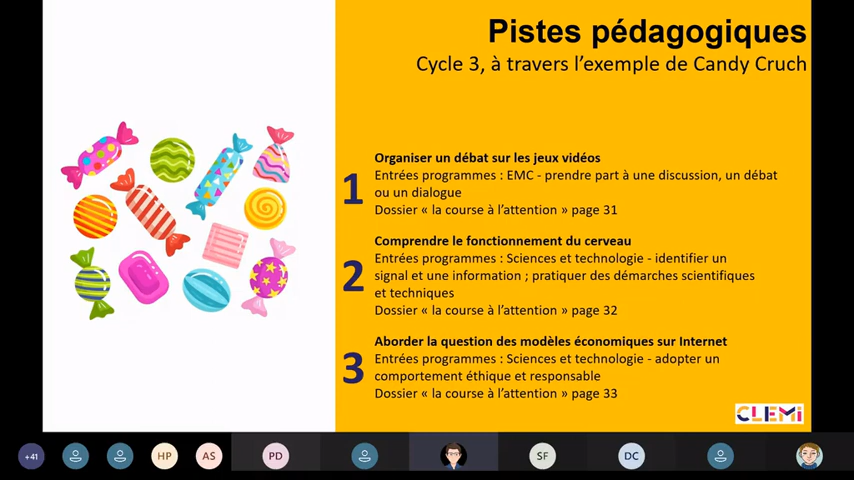 Pistes pédagogiques
Cycle 3, à travers l’exemple de Candy Cruch
1
Organiser un débat sur les jeux vidéos
Entrées programmes : EMC - prendre part à une discussion, un débat
ou un dialogue
Dossier « la course à l’attention » page 31
2
Comprendre le fonctionnement du cerveau
Entrées programmes : Sciences et technologie - identifier un
signal et une information ; pratiquer des démarches scientifiques
et techniques
Dossier « la course à l’attention » page 32
3
Aborder la question des modèles économiques sur Internet
Entrées programmes : Sciences et technologie - adopter un
comportement éthique et responsable
Dossier « la course à l’attention » page 33
CLEMI
+41 HP AS PD SF DC